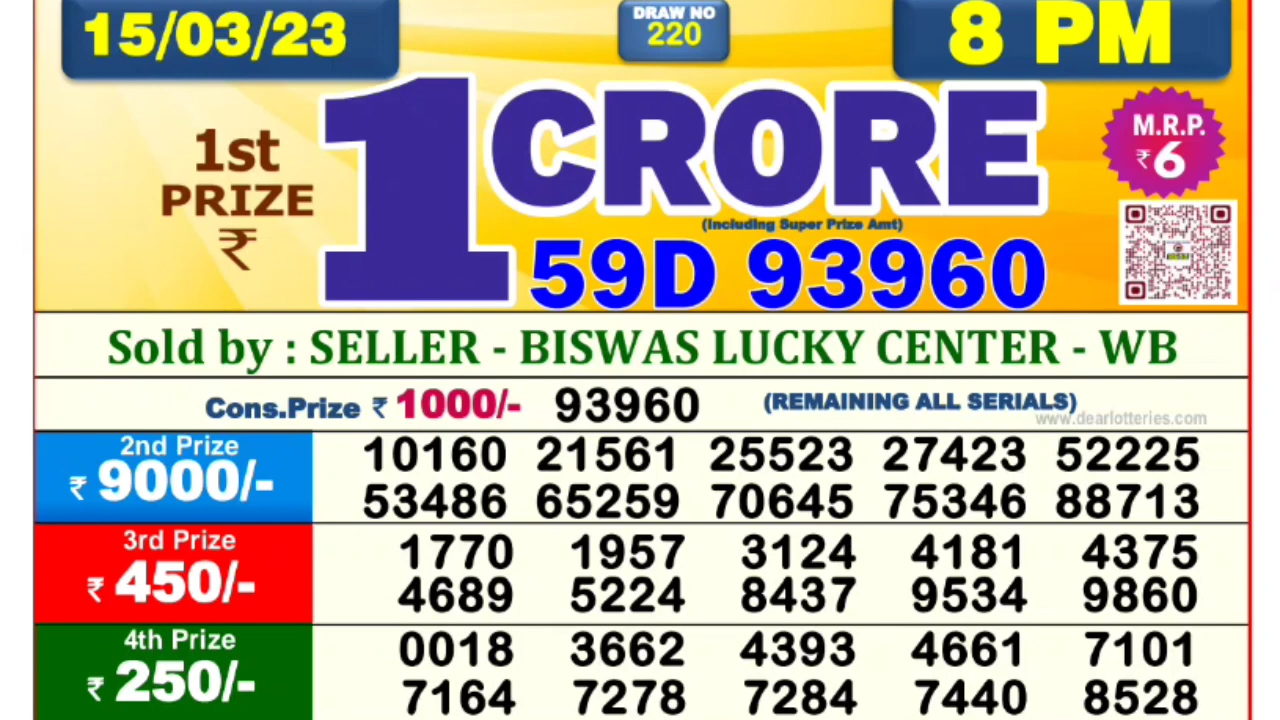 15/03/23
DRAW NO
220
8 PM
1st
PRIZE
₹
1 CRORE
(Including Super Prize Amt)
59D 93960
M.R.P.
₹6
Sold by : SELLER - BISWAS LUCKY CENTER - WB
Cons.Prize ₹ 1000/- 93960 (REMAINING ALL SERIALS)
www.dearlotteries.com
2nd Prize
₹ 9000/-
10160 21561 25523 27423 52225
53486 65259 70645 75346 88713
3rd Prize
₹ 450/-
1770 1957 3124 4181 4375
4689 5224 8437 9534 9860
4th Prize
₹ 250/-
0018 3662 4393 4661 7101
7164 7278 7284 7440 8528